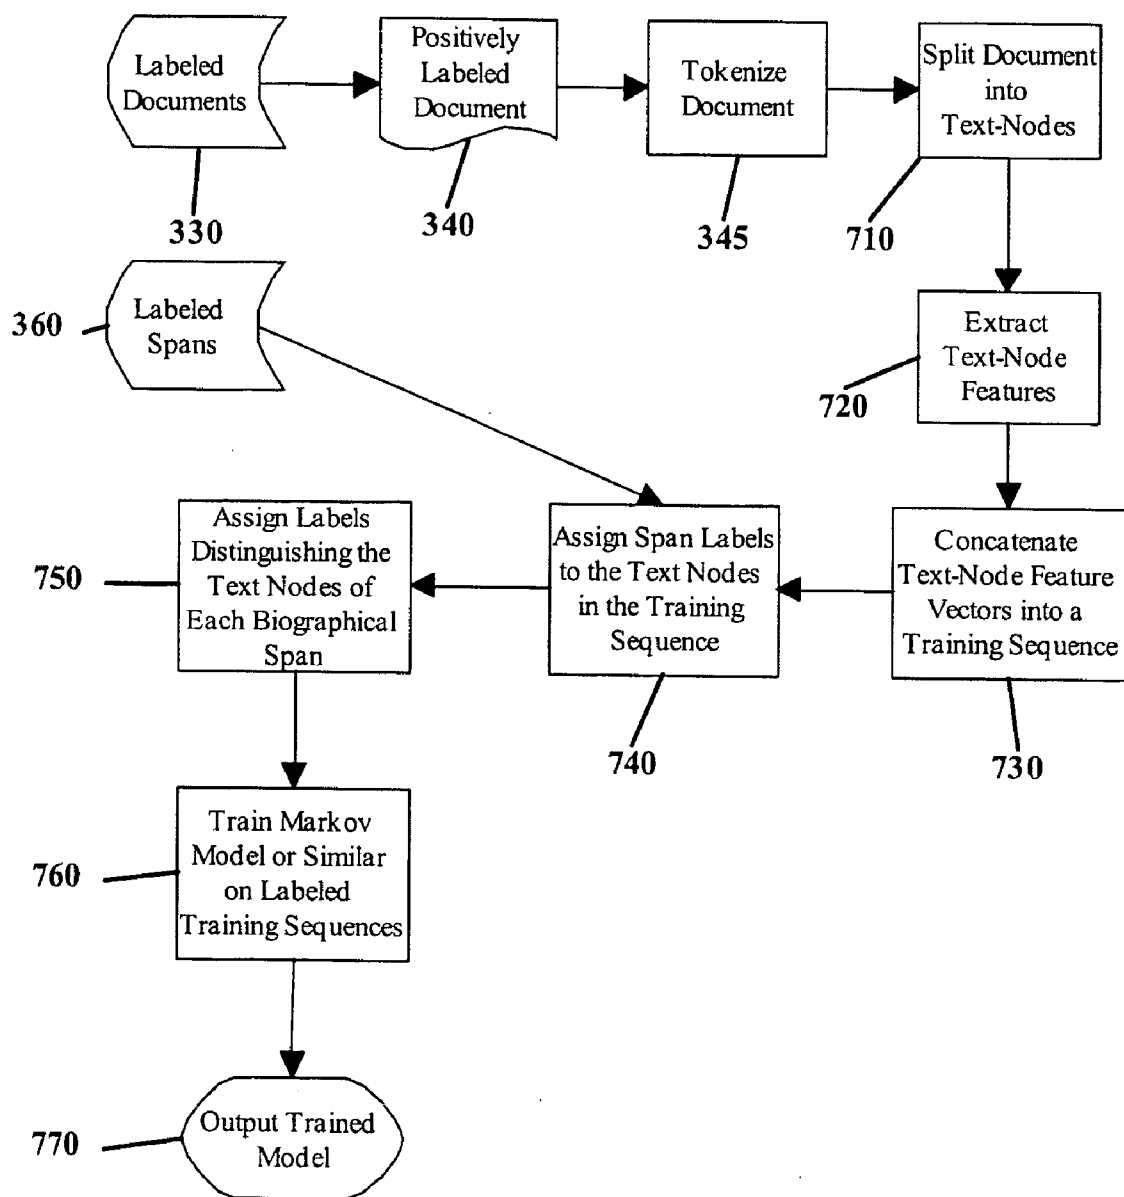 Labeled
Documents
330
Positively
Labeled
Document
340
Tokenize
Document
345
Split Document
into
Text-Nodes
710
Labeled
Spans
360
Extract
Text-Node
Features
720
Concatenate
Text-Node Feature
Vectors into a
Training Sequence
730
Assign Span Labels
to the Text Nodes
in the Training
Sequence
740
Assign Labels
Distinguishing the
Text Nodes of
Each Biographical
Span
750
Train Markov
Model or Similar
on Labeled
Training Sequences
760
Output Trained
Model
770